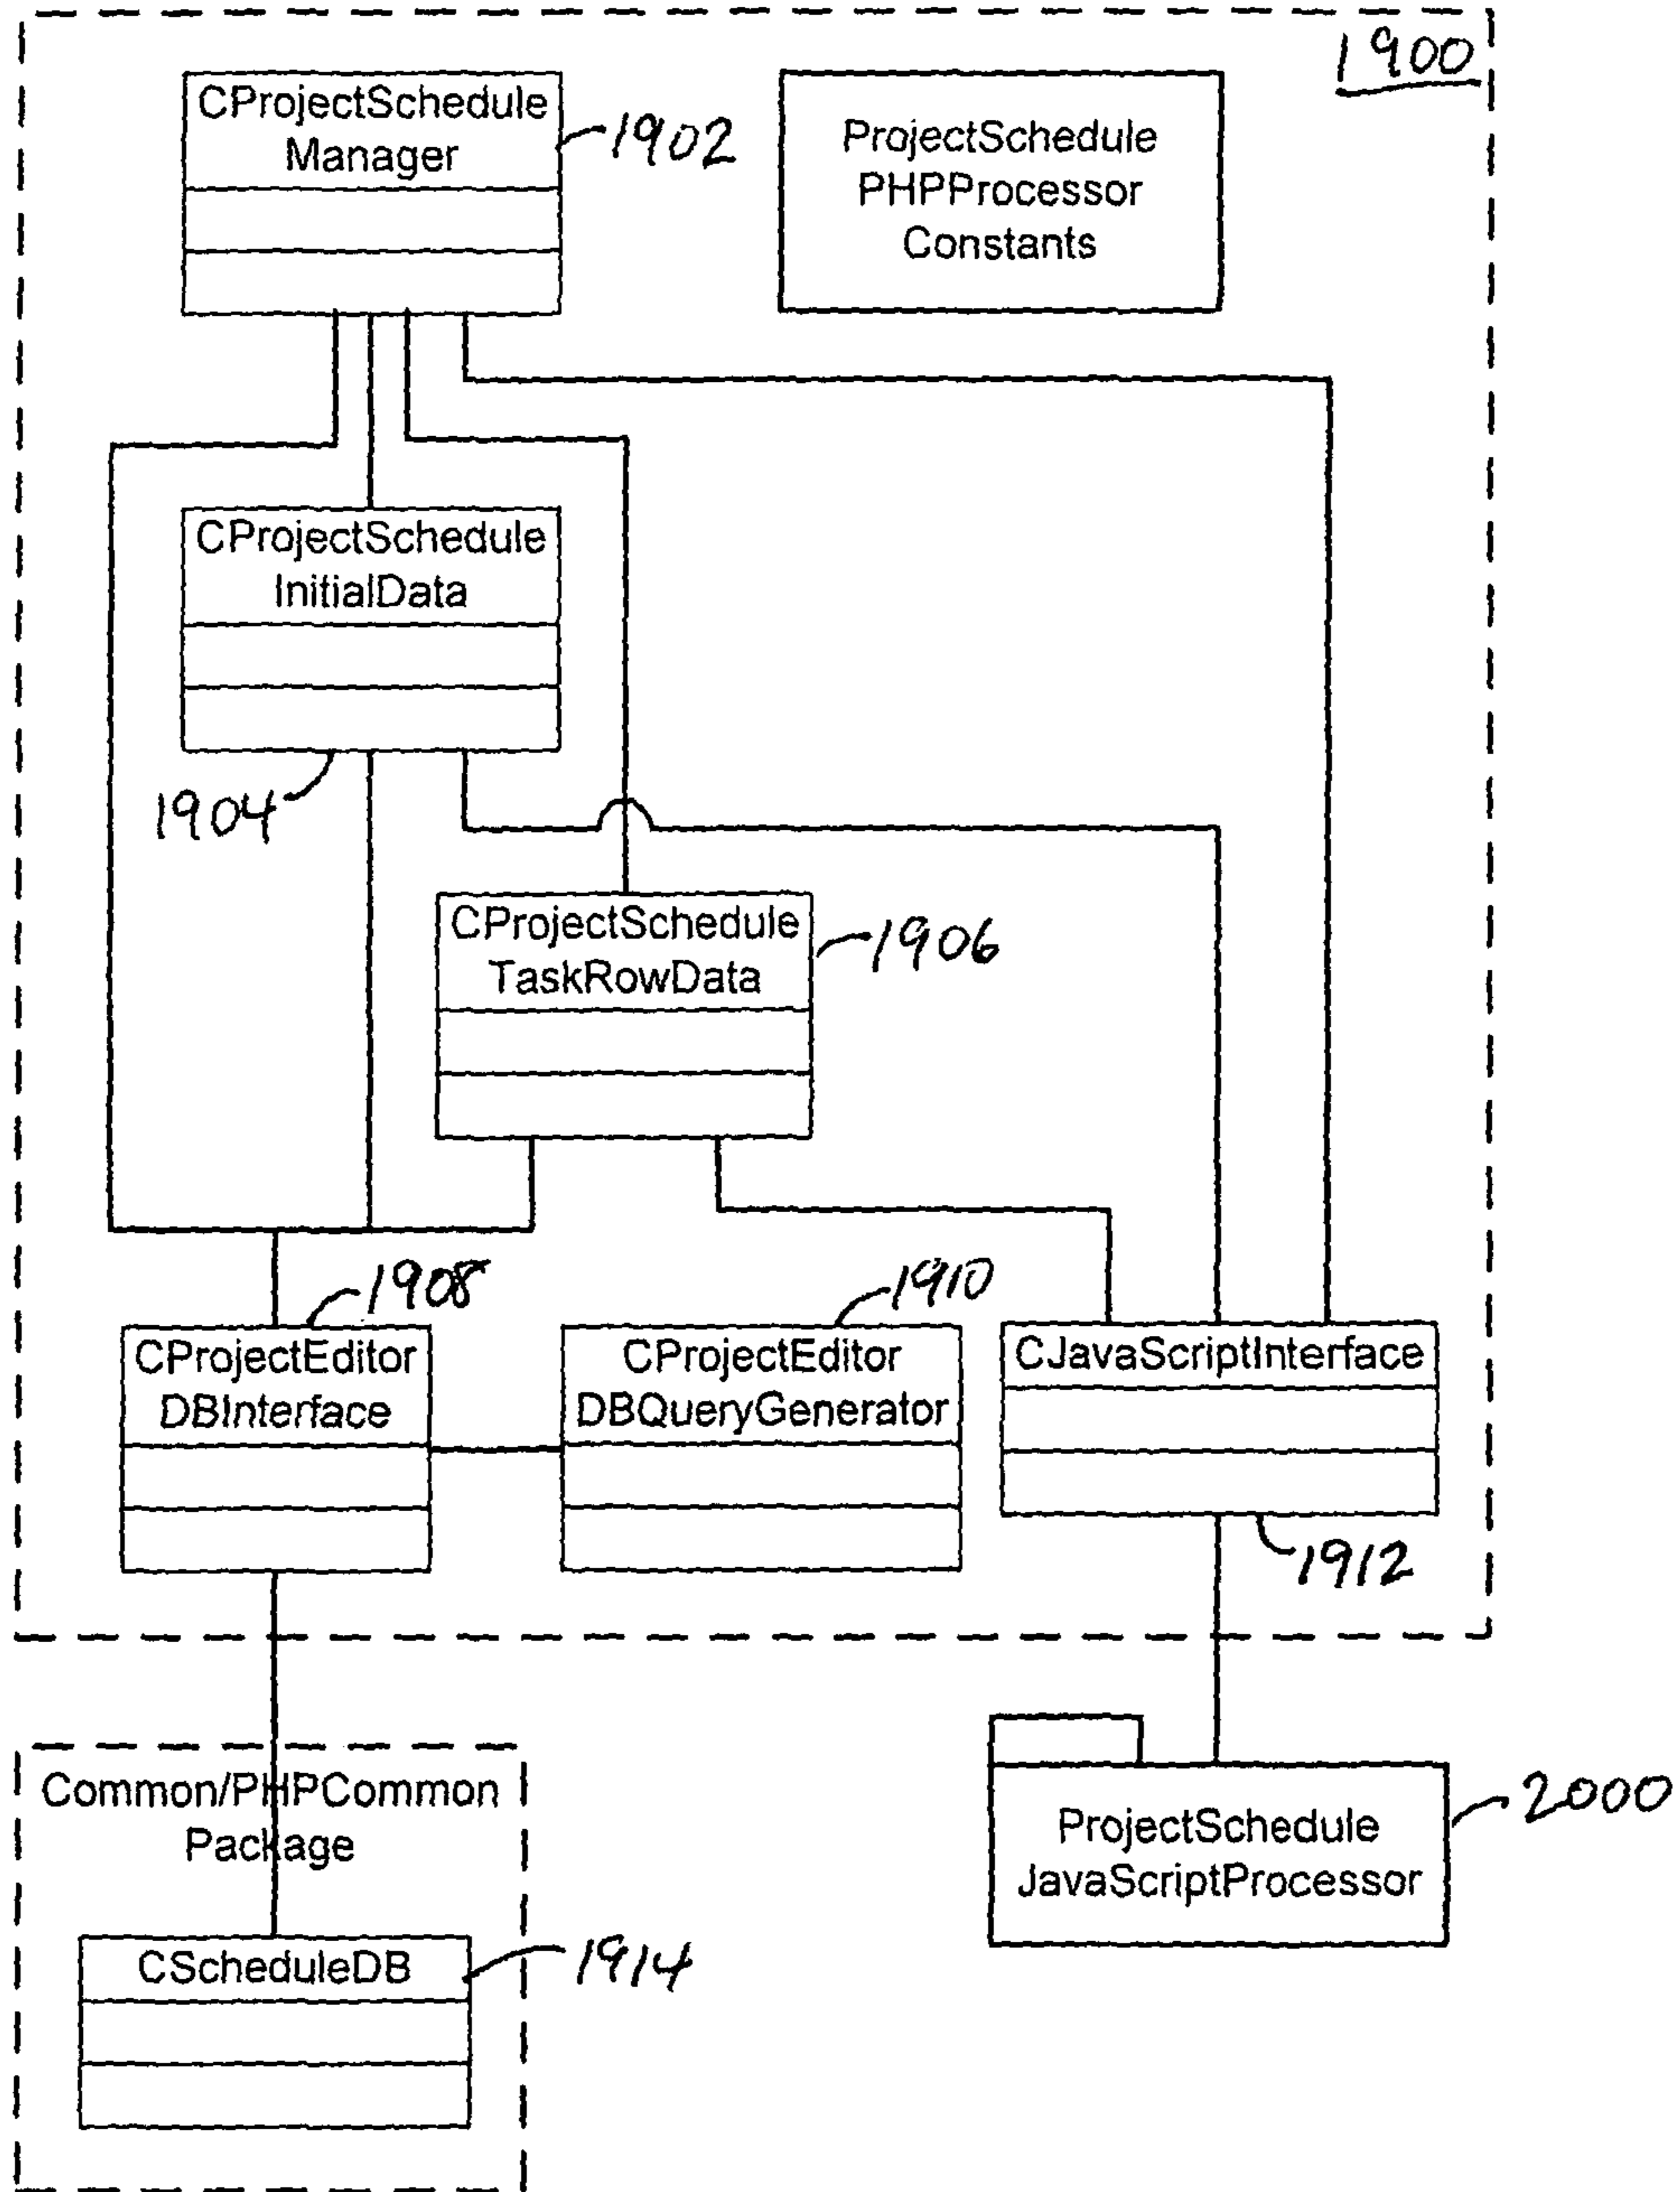 1900
CProjectSchedule
Manager
1902
ProjectSchedule
PHPProcessor
Constants
CProjectSchedule
InitialData
1904
CProjectSchedule
TaskRowData
1906
1908
CProjectEditor
DBInterface
1910
CProjectEditor
DBQueryGenerator
CJavaScriptInterface
1912
Common/PHPCommon
Package
CScheduleDB
1914
ProjectSchedule
JavaScriptProcessor
2000